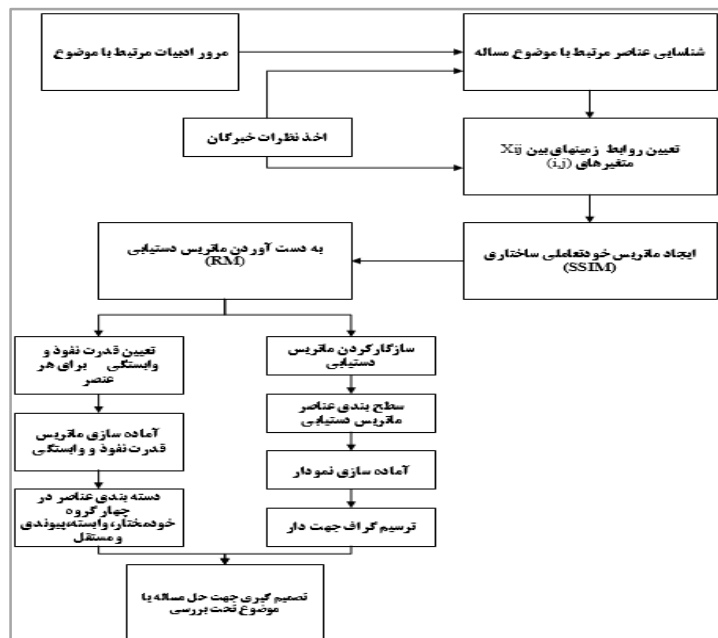 شناسایی عناصر مرتبط با موضوع مساله
مرور ادبیات مرتبط با موضوع
اخذ نظرات خبرگان
تعیین روابط زمینهای بین Xij
متغیرهای (i,j)
ایجاد ماتریس خودتعاملی ساختاری
(SSIM)
به دست آوردن ماتریس دستیابی
(RM)
سازگارکردن ماتریس
دستیابی
سطح بندی عناصر
ماتریس دستیابی
آماده سازی نمودار
ترسیم گراف جهت دار
تعیین قدرت نفوذ و
وابستگی برای هر
عنصر
آماده سازی ماتریس
قدرت نفوذ و وابستگی
دسته بندی عناصر در
چهار گروه
خودمختار، وابسته، پیوندی
و مستقل
تصمیم گیری جهت حل مساله یا
موضوع تحت بررسی